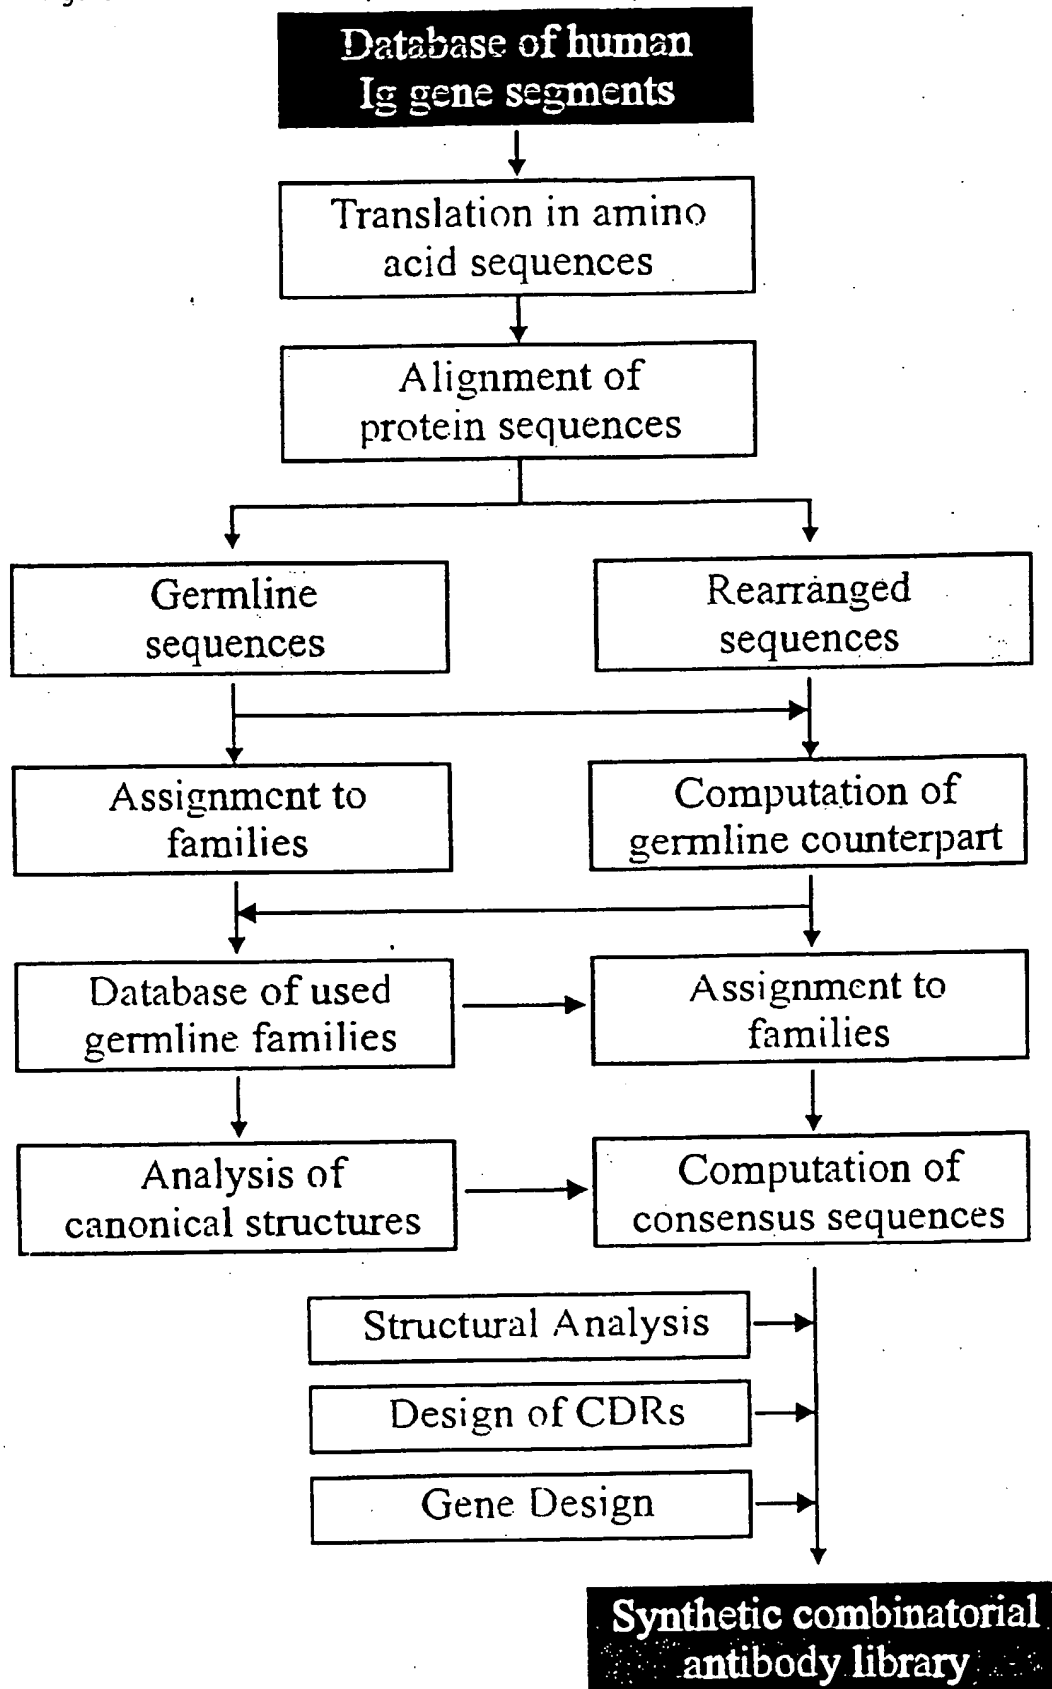 Database of human
Ig gene segments
Translation in amino
acid sequences
Alignment of
protein sequences
Germline
sequences
Rearranged
sequences
Assignment to
families
Computation of
germline counterpart
Database of used
germline families
Assignment to
families
Analysis of
canonical structures
Computation of
consensus sequences
Structural Analysis
Design of CDRs
Gene Design
Synthetic combinatorial
antibody library